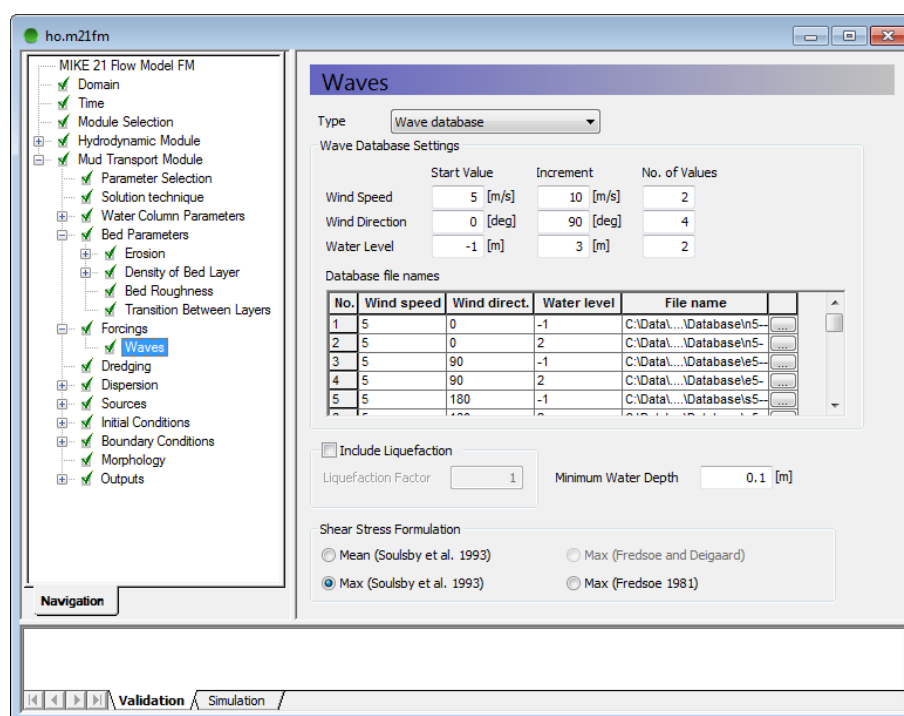 ho.m21fm
MIKE 21 Flow Model FM
Domain
Time
Module Selection
Hydrodynamic Module
Mud Transport Module
Parameter Selection
Solution technique
Water Column Parameters
Bed Parameters
Erosion
Density of Bed Layer
Bed Roughness
Transition Between Layers
Forcings
Waves
Dredging
Dispersion
Sources
Initial Conditions
Boundary Conditions
Morphology
Outputs
Navigation
Waves
Type Wave database
Wave Database Settings
Start Value Increment No. of Values
Wind Speed 5 [m/s] 10 [m/s] 2
Wind Direction 0 [deg] 90 [deg] 4
Water Level -1 [m] 3 [m] 2
Database file names
No. Wind speed Wind direct. Water level File name
1 5 0 -1 C:\Data\....\Database\n5-- ...
2 5 0 2 C:\Data\....\Database\n5- ...
3 5 90 -1 C:\Data\....\Database\e5-- ...
4 5 90 2 C:\Data\....\Database\e5- ...
5 5 180 -1 C:\Data\....\Database\s5-- ...
Include Liquefaction
Liquefaction Factor 1 Minimum Water Depth 0.1 [m]
Shear Stress Formulation
Mean (Soulsby et al. 1993) Max (Fredsoe and Deigaard)
Max (Soulsby et al. 1993) Max (Fredsoe 1981)
Validation Simulation